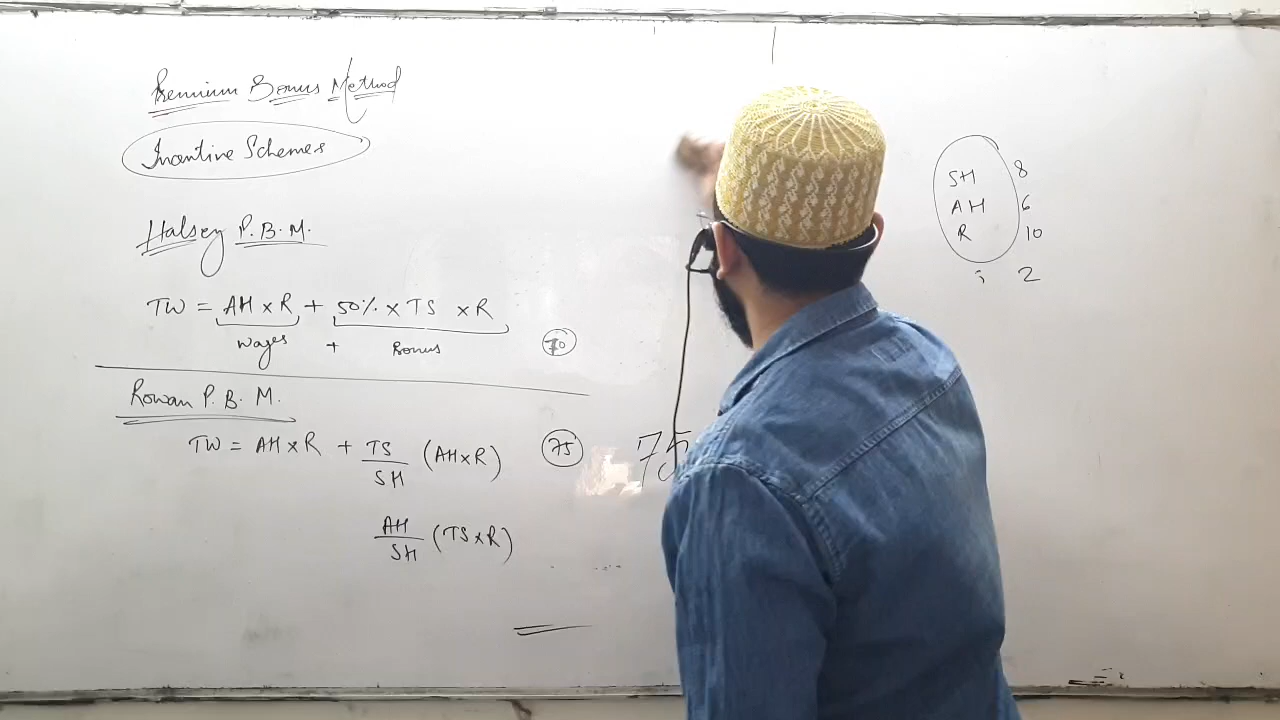 Premium Bonus Method
Incentive Schemes
Halsey P.B.M.
TW = AH x R + 50% x TS x R
wages + Bonus 70
Rowan P.B.M.
TW = AH x R + TS/SH (AH x R) 75
AH/SH (TS x R)
75
SH 8
AH 6
R 10
2